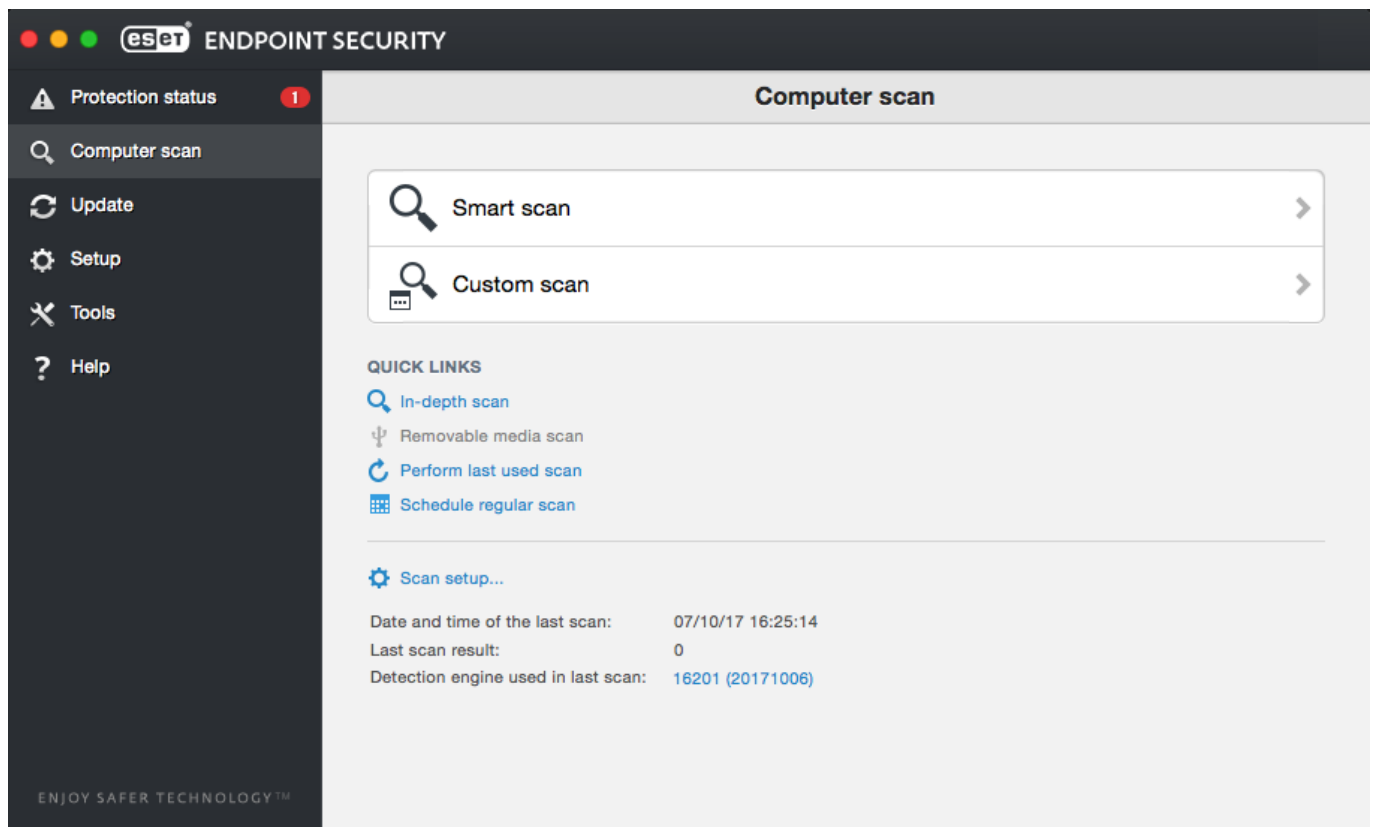 eset ENDPOINT SECURITY
Protection status 1
Computer scan
Update
Setup
Tools
? Help
ENJOY SAFER TECHNOLOGY™
Computer scan
Smart scan
Custom scan
QUICK LINKS
In-depth scan
Removable media scan
Perform last used scan
Schedule regular scan
Scan setup...
Date and time of the last scan: 07/10/17 16:25:14
Last scan result: 0
Detection engine used in last scan: 16201 (20171006)